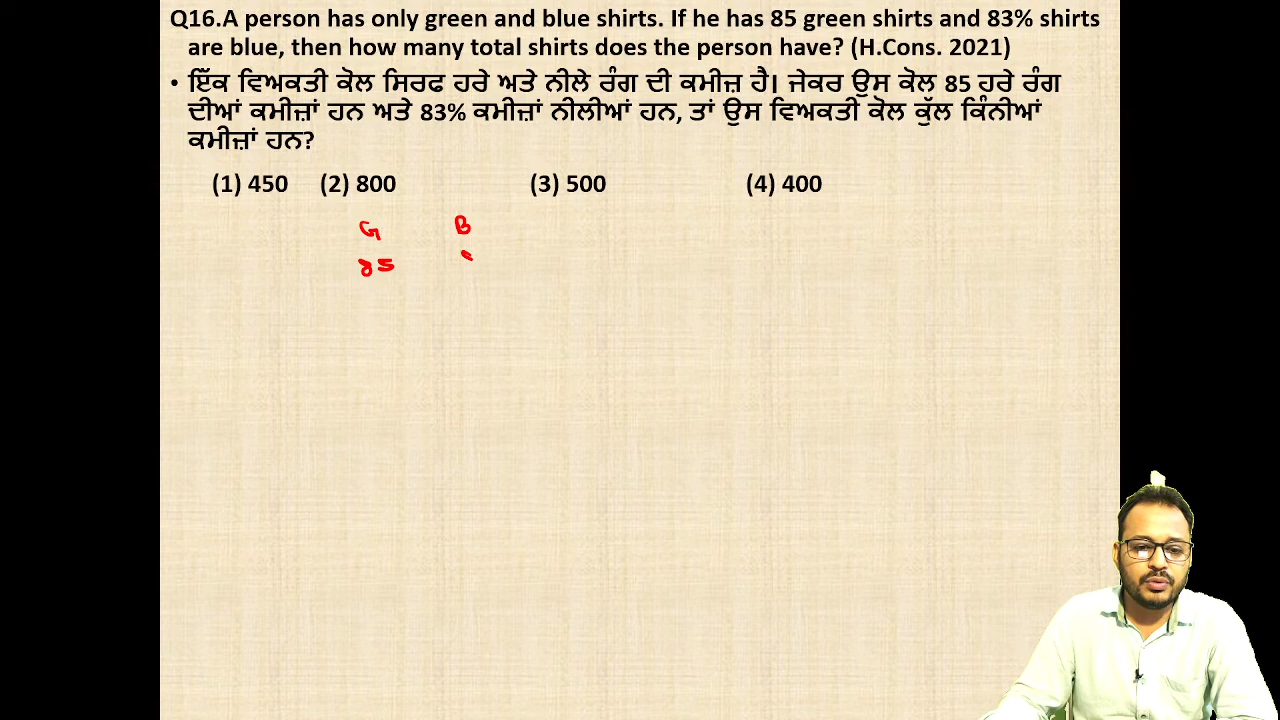 Q16.A person has only green and blue shirts. If he has 85 green shirts and 83% shirts
are blue, then how many total shirts does the person have? (H.Cons. 2021)
• ਇੱਕ ਵਿਅਕਤੀ ਕੋਲ ਸਿਰਫ ਹਰੇ ਅਤੇ ਨੀਲੇ ਰੰਗ ਦੀ ਕਮੀਜ਼ ਹੈ। ਜੇਕਰ ਉਸ ਕੋਲ 85 ਹਰੇ ਰੰਗ
ਦੀਆਂ ਕਮੀਜ਼ਾਂ ਹਨ ਅਤੇ 83% ਕਮੀਜ਼ਾਂ ਨੀਲੀਆਂ ਹਨ, ਤਾਂ ਉਸ ਵਿਅਕਤੀ ਕੋਲ ਕੁੱਲ ਕਿੰਨੀਆਂ
ਕਮੀਜ਼ਾਂ ਹਨ?
(1) 450 (2) 800 (3) 500 (4) 400
G B
85